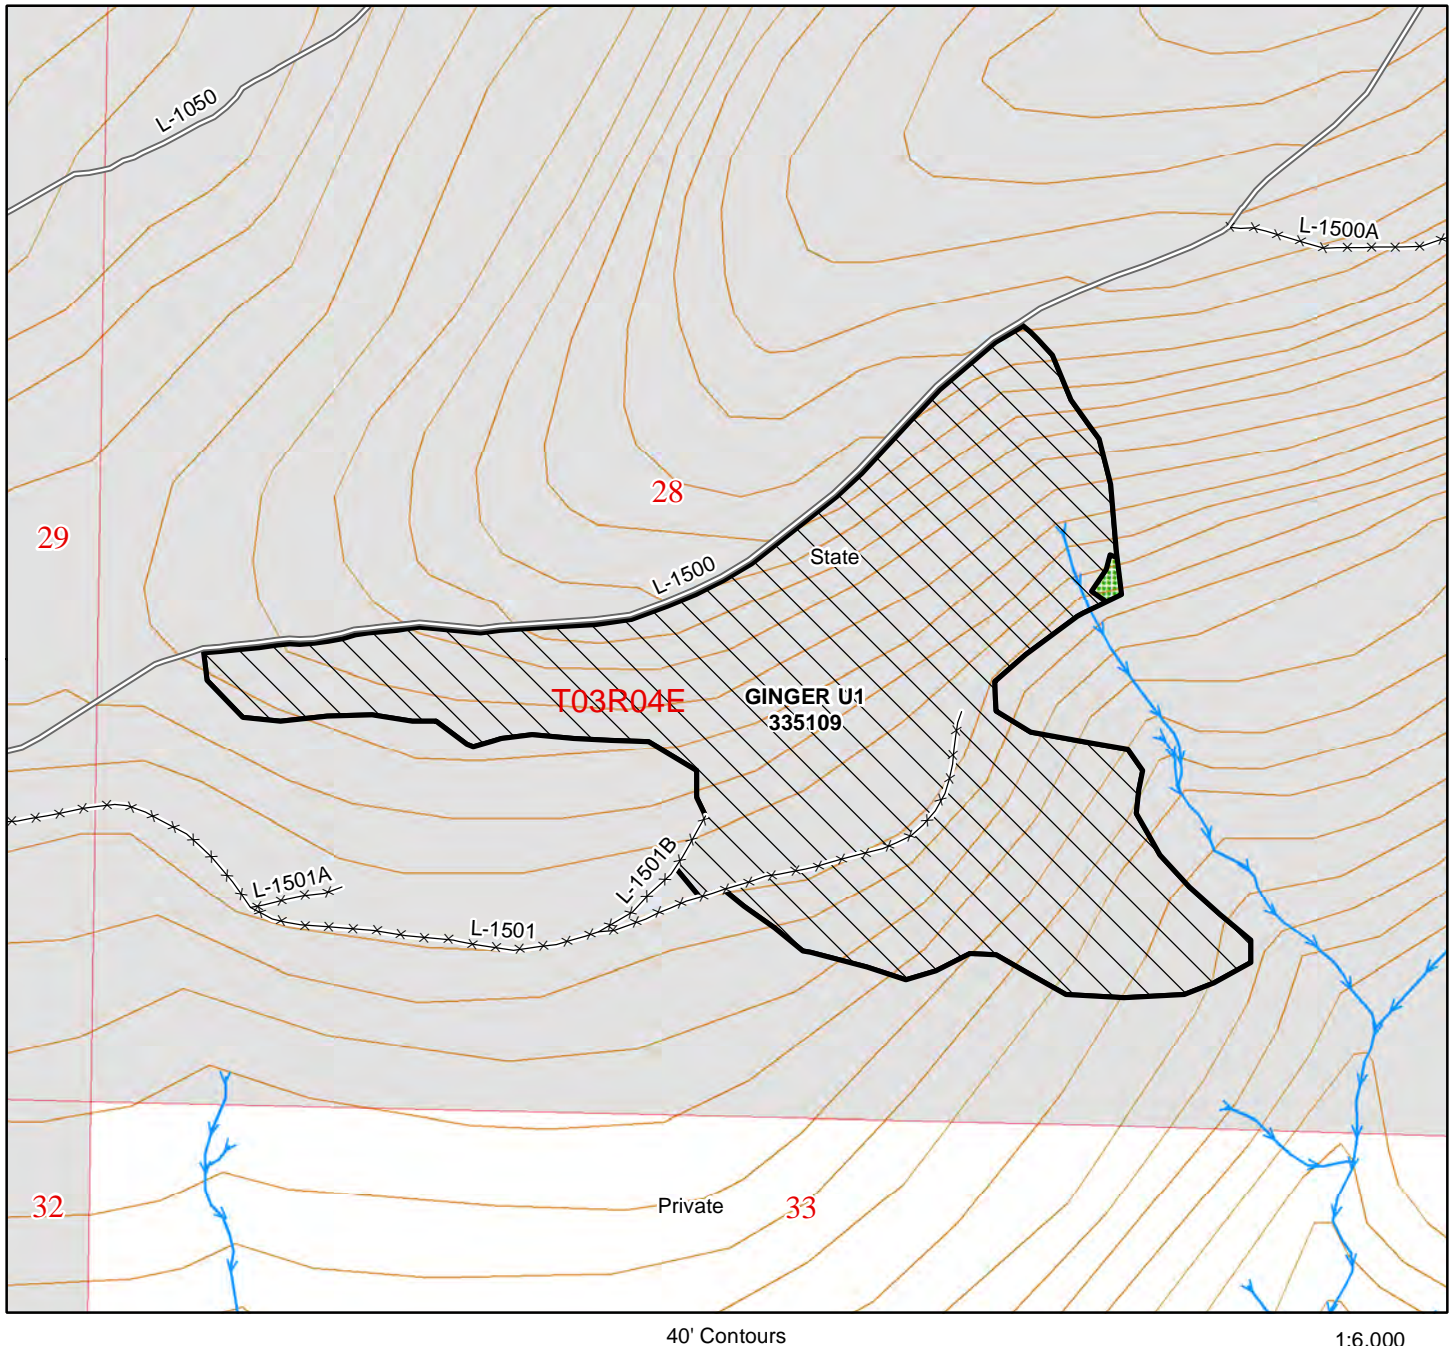 L-1050
L-1500A
28
29
State
L-1500
T03R04E
GINGER U1
335109
L-1501B
L-1501A
L-1501
32
Private
33
40' Contours
1:6,000